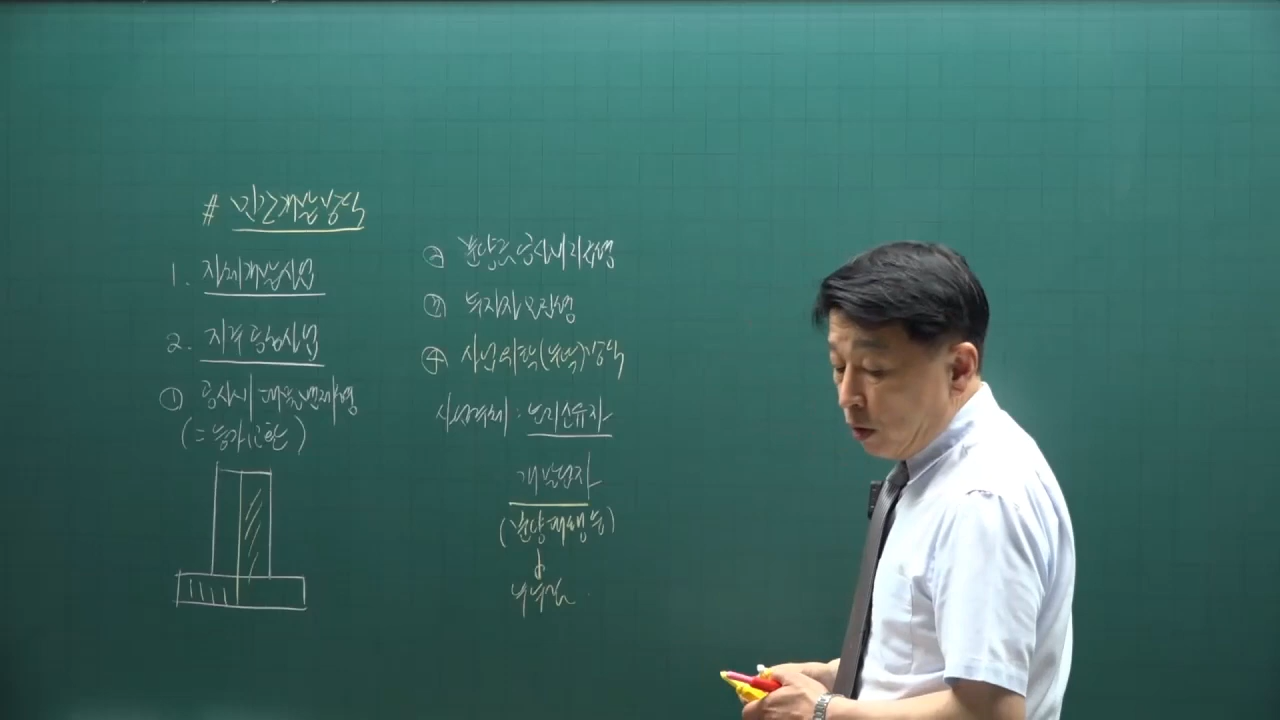 # 민간개발방식
1. 자체개발사업
2. 지주공동사업
① 공사비 대물변제형
(= 등가교환)
② 분양금 공사비 지급형
③ 투자자 모집형
④ 사업위탁(수탁)방식
사업주체 : 토지소유자
개발업자
(분양대행 등)
↓
수수료